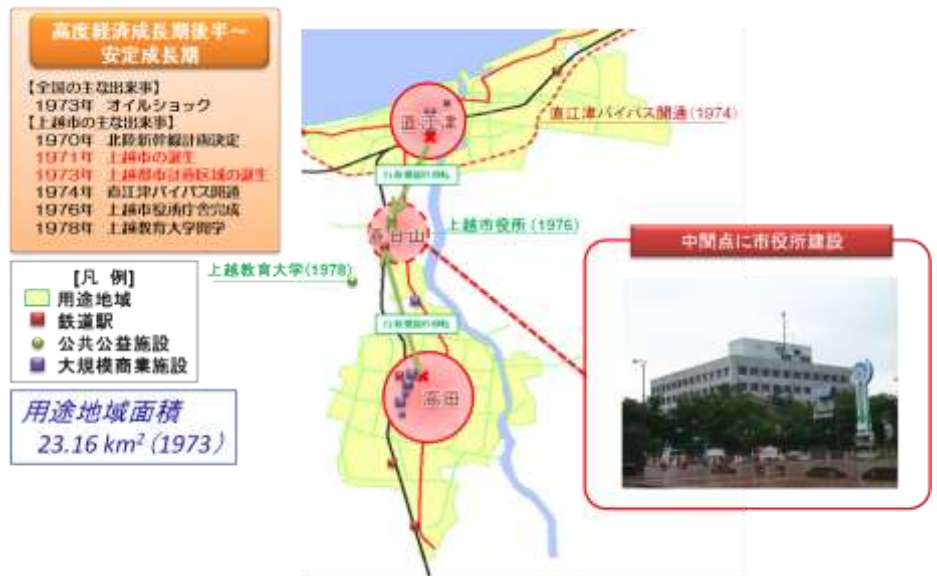 高度経済成長期後半～
安定成長期
【全国の主な出来事】
1973年 オイルショック
【上越市の主な出来事】
1970年 北陸新幹線計画決定
1971年 上越市の誕生
1973年 上越都市計画区域の誕生
1974年 直江津バイパス開通
1976年 上越市役所庁舎完成
1978年 上越教育大学開学
[凡 例]
用途地域
鉄道駅
公共公益施設
大規模商業施設
用途地域面積
23.16 km²(1973)
直江津
直江津バイパス開通(1974)
春日山
上越市役所(1976)
上越教育大学(1978)
高田
中間点に市役所建設